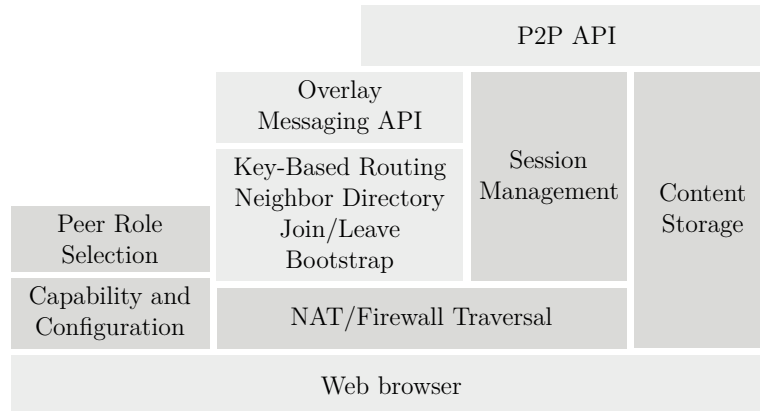 P2P API
Overlay
Messaging API
Key-Based Routing
Neighbor Directory
Join/Leave
Bootstrap
Session
Management
Content
Storage
Peer Role
Selection
Capability and
Configuration
NAT/Firewall Traversal
Web browser